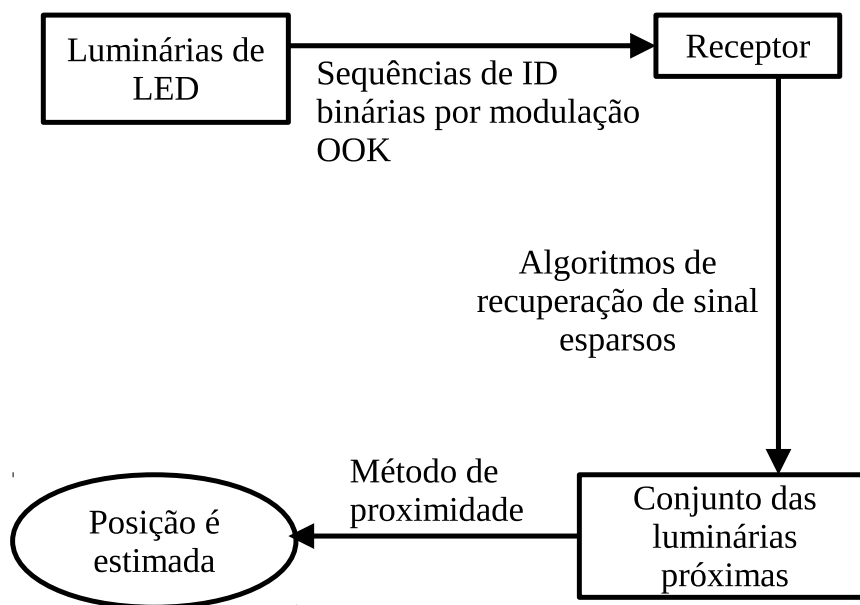 Luminárias de
LED
Receptor
Sequências de ID
binárias por modulação
OOK
Algoritmos de
recuperação de sinal
esparsos
Método de
proximidade
Conjunto das
luminárias
próximas
Posição é
estimada